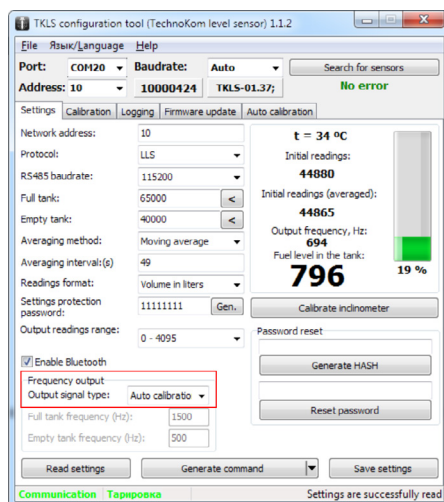 TKLS configuration tool (TechnoKom level sensor) 1.1.2
File Язык/Language Help
Port: COM20 Baudrate: Auto Search for sensors
Address: 10 10000424 TKLS-01.37; No error
Settings Calibration Logging Firmware update Auto calibration
Network address: 10
Protocol: LLS
RS485 baudrate: 115200
Full tank: 65000 <
Empty tank: 40000 <
Averaging method: Moving average
Averaging interval:(s) 49
Readings format: Volume in liters
Settings protection
password: 11111111 Gen.
Output readings range: 0 - 4095
Enable Bluetooth
Frequency output
Output signal type: Auto calibratio
Full tank frequency (Hz): 1500
Empty tank frequency (Hz): 500
t = 34 ºC
Initial readings:
44880
Initial readings (averaged):
44865
Output frequency, Hz:
694
Fuel level in the tank:
796
19 %
Calibrate inclinometer
Password reset
Generate HASH
Reset password
Read settings Generate command Save settings
Communication Тарировка Settings are successfully read